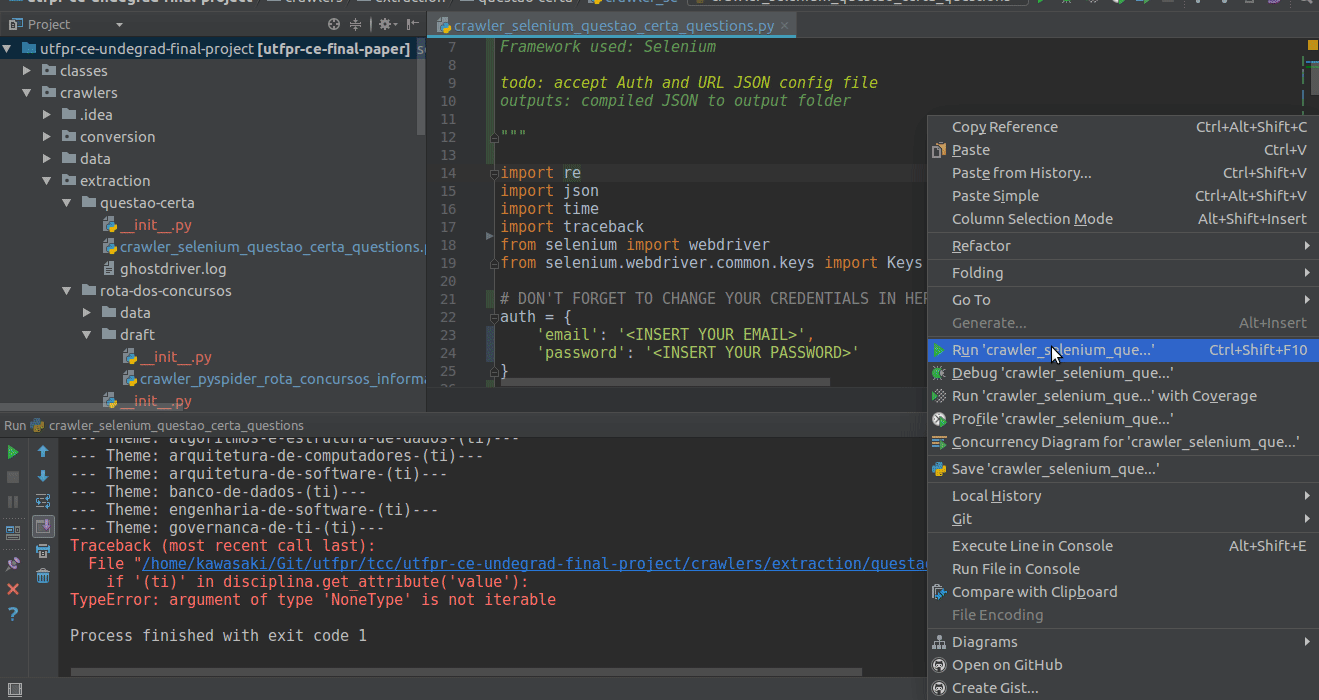 Project
utfpr-ce-undegrad-final-project [utfpr-ce-final-paper]
classes
crawlers
.idea
conversion
data
extraction
questao-certa
__init__.py
crawler_selenium_questao_certa_questions.
ghostdriver.log
rota-dos-concursos
data
draft
__init__.py
crawler_pyspider_rota_concursos_informa
__init__.py
crawler_selenium_questao_certa_questions.py
7 Framework used: Selenium
8
9 todo: accept Auth and URL JSON config file
10 outputs: compiled JSON to output folder
11
12 """
13
14 import re
15 import json
16 import time
17 import traceback
18 from selenium import webdriver
19 from selenium.webdriver.common.keys import Keys
20
21 # DON'T FORGET TO CHANGE YOUR CREDENTIALS IN HER
22 auth = {
23 'email': '<INSERT YOUR EMAIL>',
24 'password': '<INSERT YOUR PASSWORD>'
25 }
Copy Reference Ctrl+Alt+Shift+C
Paste Ctrl+V
Paste from History... Ctrl+Shift+V
Paste Simple Ctrl+Alt+Shift+V
Column Selection Mode Alt+Shift+Insert
Refactor
Folding
Go To
Generate... Alt+Insert
Run 'crawler_selenium_que...' Ctrl+Shift+F10
Debug 'crawler_selenium_que...'
Run 'crawler_selenium_que...' with Coverage
Profile 'crawler_selenium_que...'
Concurrency Diagram for 'crawler_selenium_que...'
Save 'crawler_selenium_que...'
Local History
Git
Execute Line in Console Alt+Shift+E
Run File in Console
Compare with Clipboard
File Encoding
Diagrams
Open on GitHub
Create Gist...
Run crawler_selenium_questao_certa_questions
--- Theme: algoritmos-e-estrutura-de-dados-(ti)---
--- Theme: arquitetura-de-computadores-(ti)---
--- Theme: arquitetura-de-software-(ti)---
--- Theme: banco-de-dados-(ti)---
--- Theme: engenharia-de-software-(ti)---
--- Theme: governanca-de-ti-(ti)---
Traceback (most recent call last):
File "/home/kawasaki/Git/utfpr/tcc/utfpr-ce-undegrad-final-project/crawlers/extraction/questao
if '(ti)' in disciplina.get_attribute('value'):
TypeError: argument of type 'NoneType' is not iterable
Process finished with exit code 1